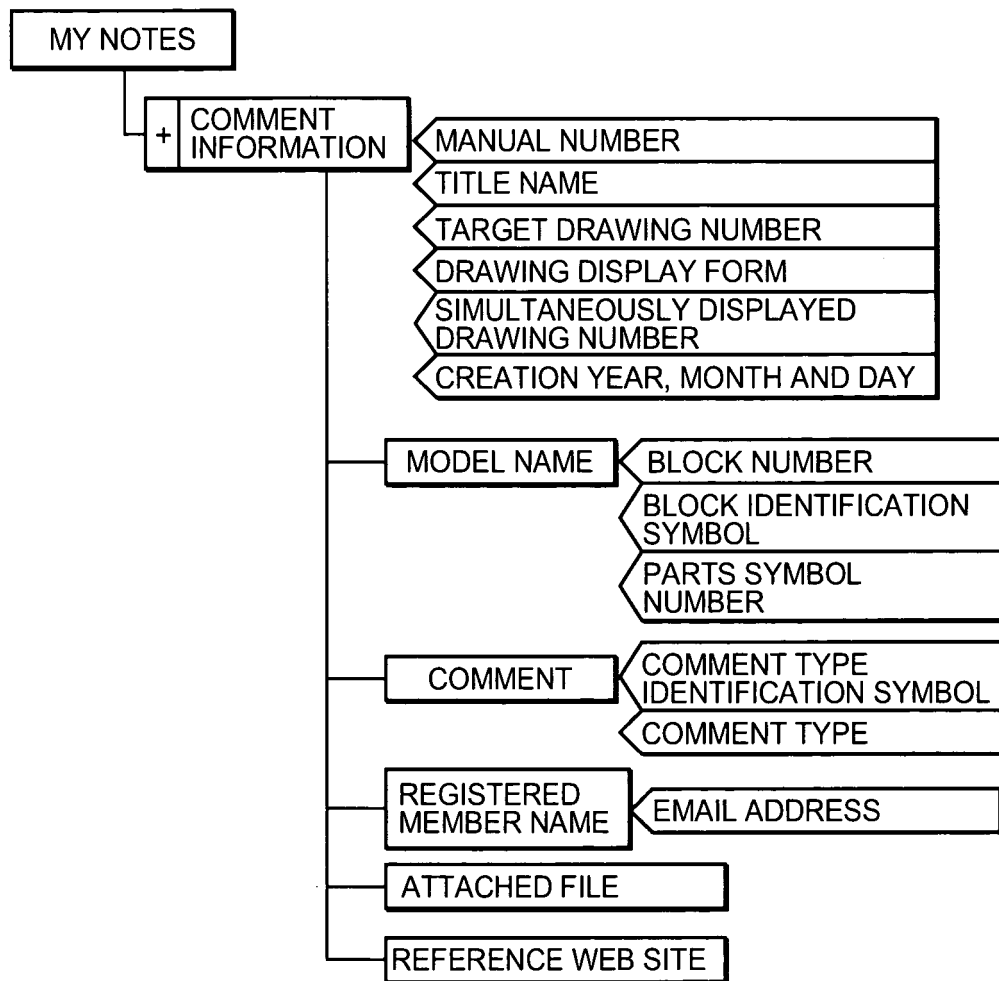 MY NOTES
+
COMMENT
INFORMATION
MANUAL NUMBER
TITLE NAME
TARGET DRAWING NUMBER
DRAWING DISPLAY FORM
SIMULTANEOUSLY DISPLAYED
DRAWING NUMBER
CREATION YEAR, MONTH AND DAY
MODEL NAME
BLOCK NUMBER
BLOCK IDENTIFICATION
SYMBOL
PARTS SYMBOL
NUMBER
COMMENT
COMMENT TYPE
IDENTIFICATION SYMBOL
COMMENT TYPE
REGISTERED
MEMBER NAME
EMAIL ADDRESS
ATTACHED FILE
REFERENCE WEB SITE